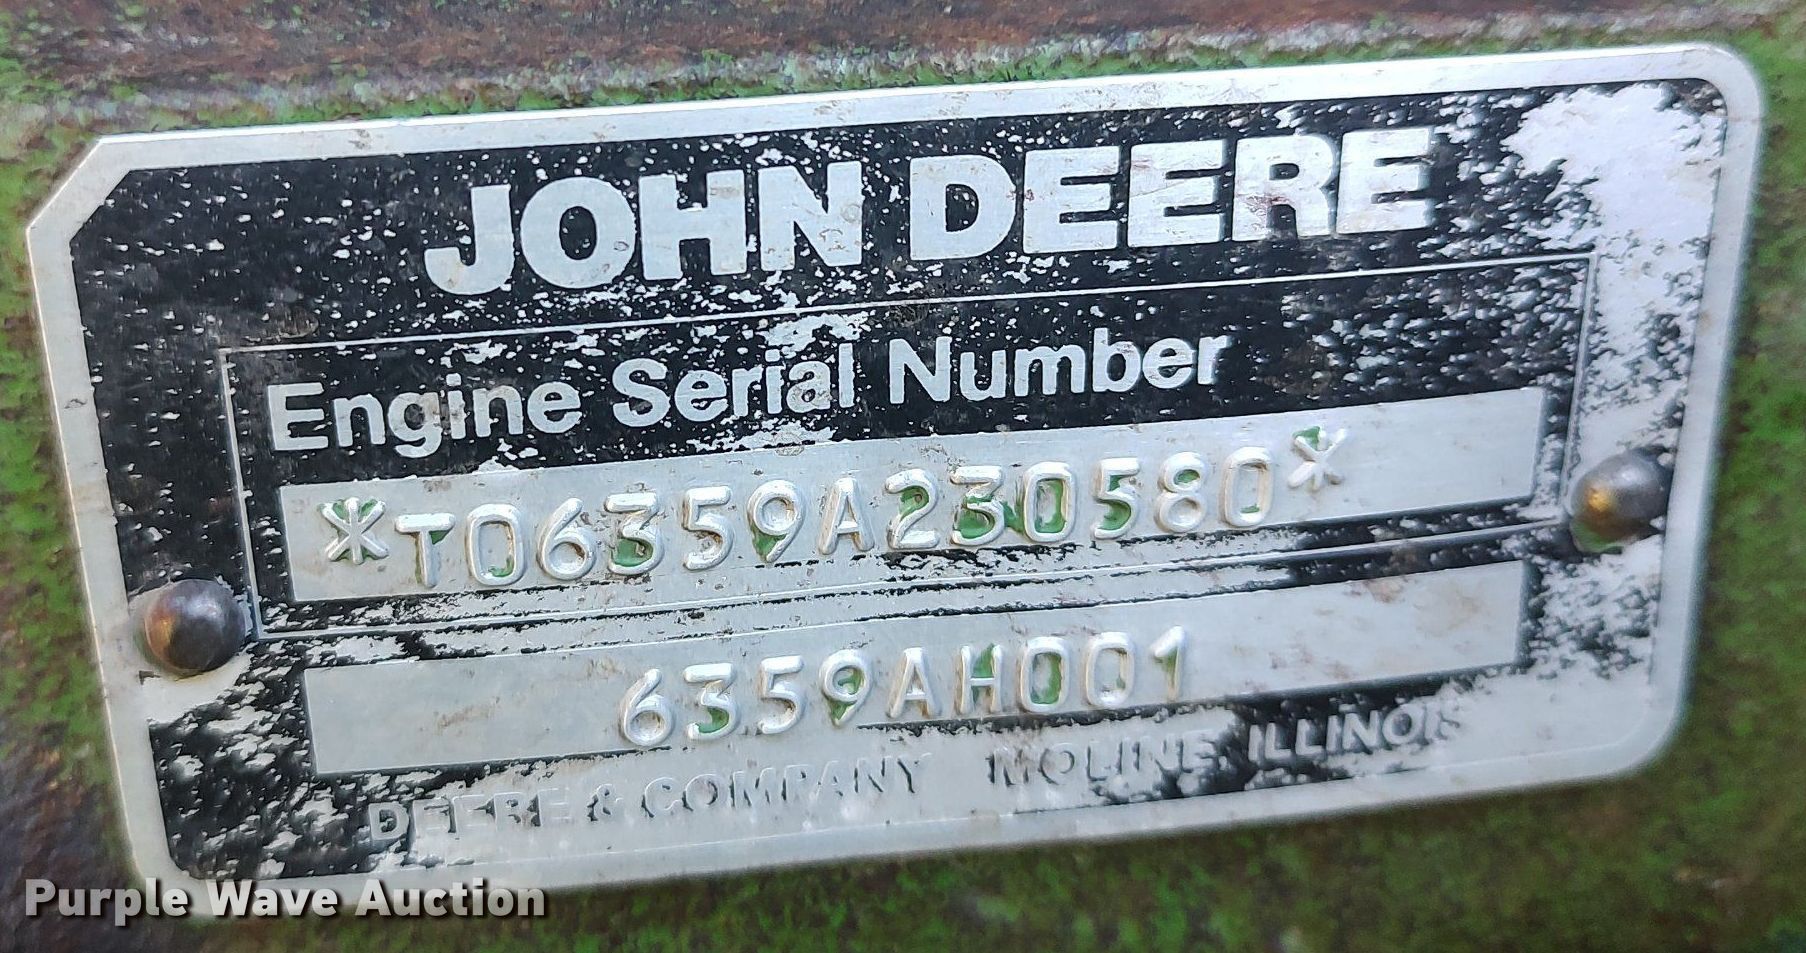 JOHN DEERE
Engine Serial Number
*T06359A230580*
6359AH001
DEERE & COMPANY MOLINE, ILLINOIS
Purple Wave Auction